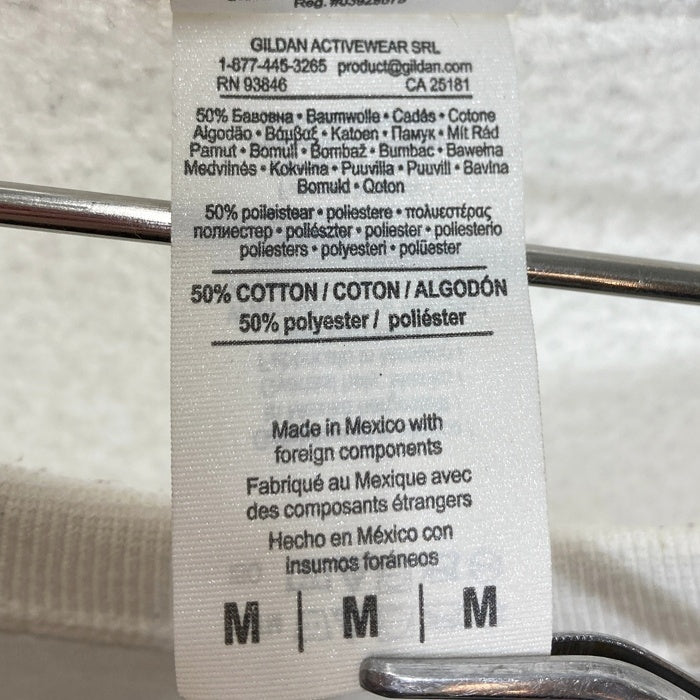 GILDAN ACTIVEWEAR SRL
1-877-445-3265 product@gildan.com
RN 93846 CA 25181
50% Бавовна • Baumwolle • Cadás • Cotone
Algodão • Βάμβαξ • Katoen • Памук • Mít Rád
Pamut • Bomull • Bombaž • Bumbac • Bawełna
Medvilnės • Kokvilna • Puuvilla • Puuvill • Bavlna
Bomuld • Qoton
50% poileistear • poliestere • πολυεστέρας
полиестер • poliészter • poliester • poliesterio
poliesters • polyesteri • polüester
50% COTTON / COTON / ALGODÓN
50% polyester / poliéster
Made in Mexico with
foreign components
Fabriqué au Mexique avec
des composants étrangers
Hecho en México con
insumos foráneos
M | M | M